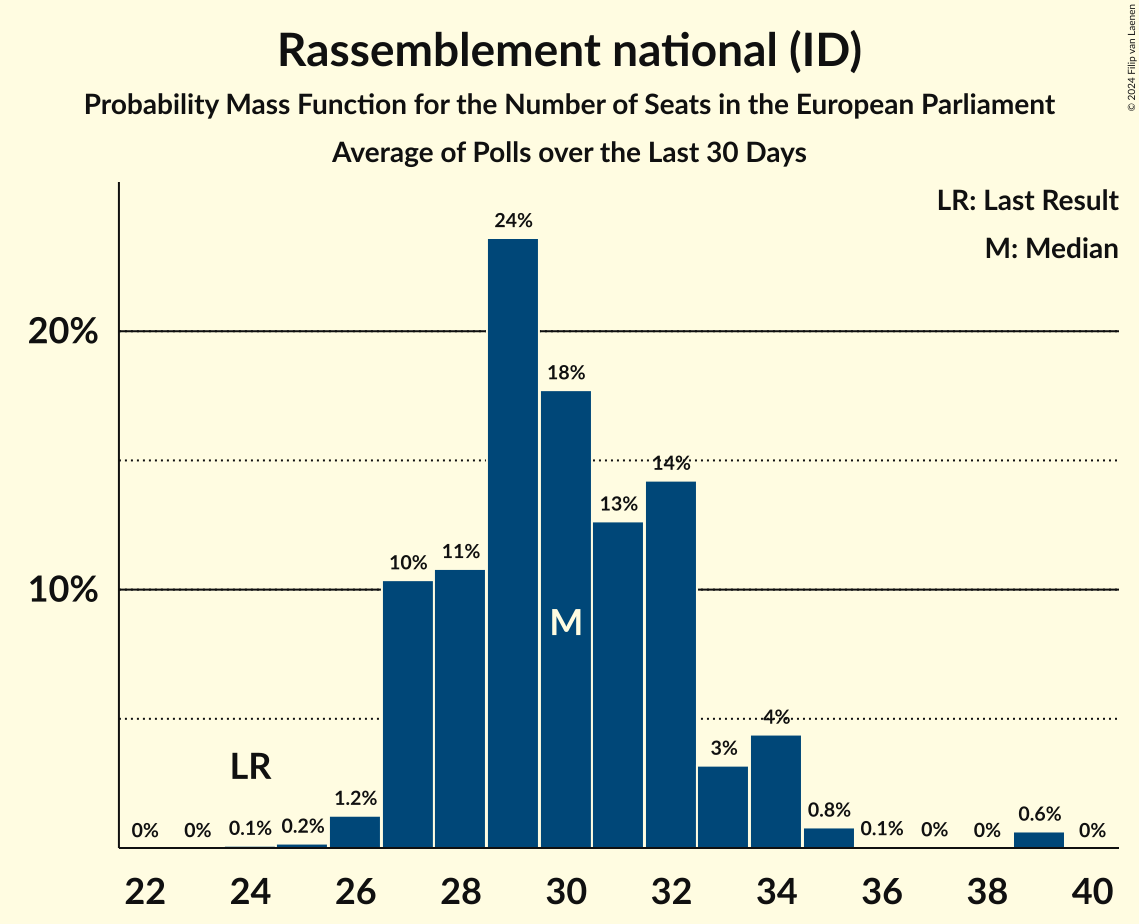 Rassemblement national (ID)
Probability Mass Function for the Number of Seats in the European Parliament
Average of Polls over the Last 30 Days
© 2024 Filip van Laenen
LR: Last Result
M: Median
20%
10%
0%
0%
0.1%
0.2%
1.2%
10%
11%
24%
18%
13%
14%
3%
4%
0.8%
0.1%
0%
0%
0.6%
0%
LR
M
22 24 26 28 30 32 34 36 38 40